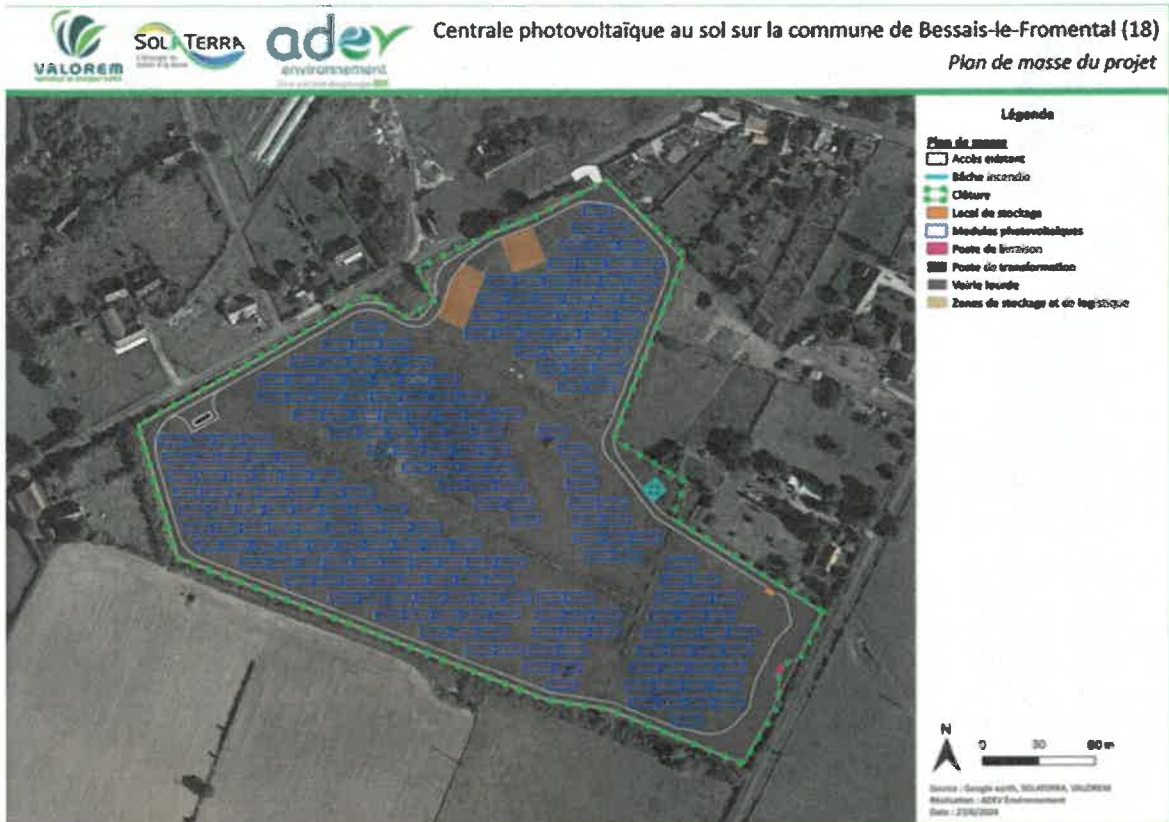 VALOREM
SOLATERRA
adev
environnement
Centrale photovoltaïque au sol sur la commune de Bessais-le-Fromental (18)
Plan de masse du projet
Légende
Plan de masse
Accès existant
Bâche incendie
Clôture
Local de stockage
Modules photovoltaïques
Poste de livraison
Poste de transformation
Voirie lourde
Zones de stockage et de logistique
N
0 30 60 m
Source : Google earth, SOLATERRA, VALOREM
Réalisation : ADEV Environnement
Date :